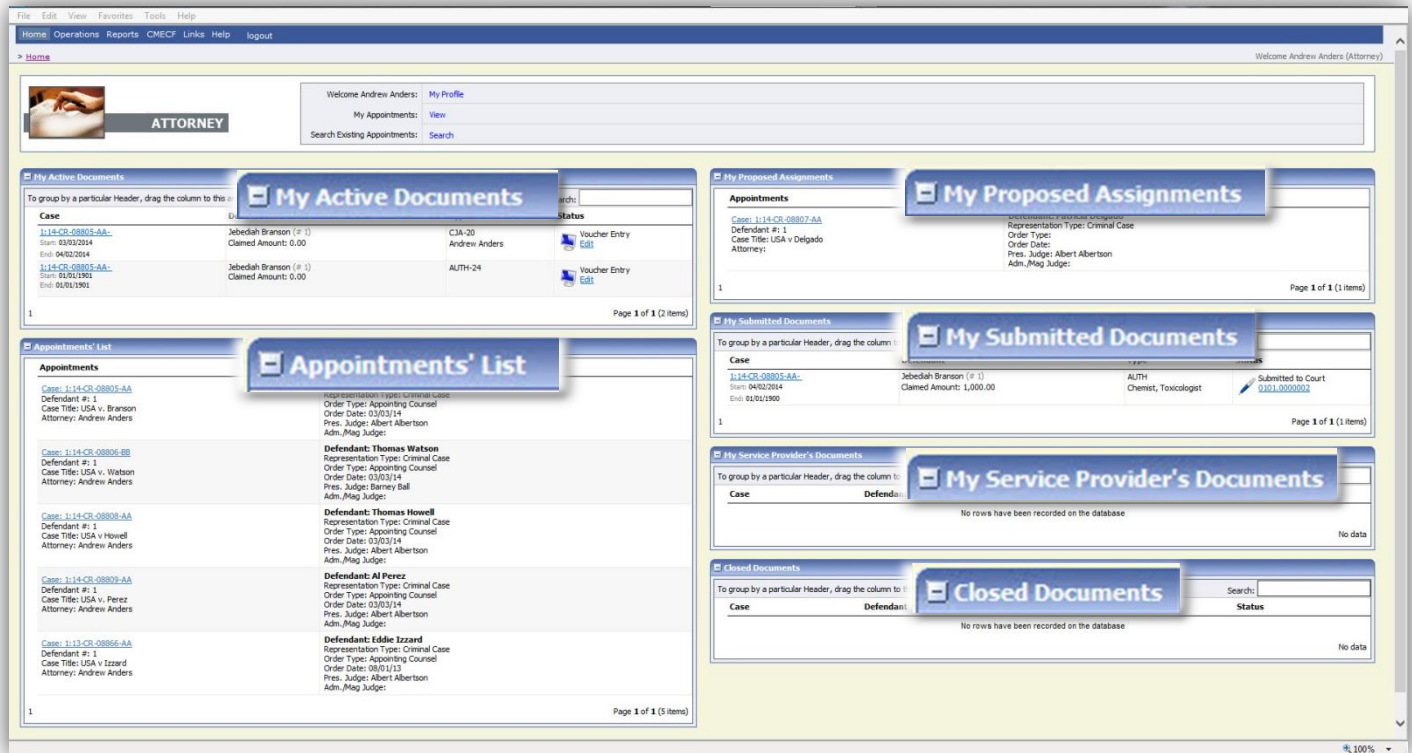 File Edit View Favorites Tools Help
Home Operations Reports CMECF Links Help logout
> Home
Welcome Andrew Anders (Attorney)
ATTORNEY
Welcome Andrew Anders: My Profile
My Appointments: View
Search Existing Appointments: Search
My Active Documents
My Active Documents
To group by a particular Header, drag the column to this
Case
Status
1:14-CR-08805-AA-
Start: 03/03/2014
End: 04/02/2014
Jebediah Branson (# 1)
Claimed Amount: 0.00
CJA-20
Andrew Anders
Voucher Entry
Edit
1:14-CR-08805-AA-
Start: 01/01/1901
End: 01/01/1901
Jebediah Branson (# 1)
Claimed Amount: 0.00
AUTH-24
Voucher Entry
Edit
1
Page 1 of 1 (2 items)
Appointments' List
Appointments' List
Appointments
Case: 1:14-CR-08805-AA
Defendant #: 1
Case Title: USA v. Branson
Attorney: Andrew Anders
Representation Type: Criminal Case
Order Type: Appointing Counsel
Order Date: 03/03/14
Pres. Judge: Albert Albertson
Adm./Mag Judge:
Case: 1:14-CR-08806-BB
Defendant #: 1
Case Title: USA v. Watson
Attorney: Andrew Anders
Defendant: Thomas Watson
Representation Type: Criminal Case
Order Type: Appointing Counsel
Order Date: 03/03/14
Pres. Judge: Barney Ball
Adm./Mag Judge:
Case: 1:14-CR-08808-AA
Defendant #: 1
Case Title: USA v Howell
Attorney: Andrew Anders
Defendant: Thomas Howell
Representation Type: Criminal Case
Order Type: Appointing Counsel
Order Date: 03/03/14
Pres. Judge: Albert Albertson
Adm./Mag Judge:
Case: 1:14-CR-08809-AA
Defendant #: 1
Case Title: USA v. Perez
Attorney: Andrew Anders
Defendant: Al Perez
Representation Type: Criminal Case
Order Type: Appointing Counsel
Order Date: 03/03/14
Pres. Judge: Albert Albertson
Adm./Mag Judge:
Case: 1:13-CR-08866-AA
Defendant #: 1
Case Title: USA v Izzard
Attorney: Andrew Anders
Defendant: Eddie Izzard
Representation Type: Criminal Case
Order Type: Appointing Counsel
Order Date: 08/01/13
Pres. Judge: Albert Albertson
Adm./Mag Judge:
1
Page 1 of 1 (5 items)
My Proposed Assignments
My Proposed Assignments
Appointments
Case: 1:14-CR-08807-AA
Defendant #: 1
Case Title: USA v Delgado
Attorney:
Defendant: Patricia Delgado
Representation Type: Criminal Case
Order Type:
Order Date:
Pres. Judge: Albert Albertson
Adm./Mag Judge:
1
Page 1 of 1 (1 items)
My Submitted Documents
My Submitted Documents
To group by a particular Header, drag the column
Case
1:14-CR-08805-AA-
Start: 04/02/2014
End: 01/01/1900
Jebediah Branson (# 1)
Claimed Amount: 1,000.00
AUTH
Chemist, Toxicologist
Submitted to Court
0101.0000002
1
Page 1 of 1 (1 items)
My Service Provider's Documents
My Service Provider's Documents
To group by a particular Header, drag the column to
Case
No rows have been recorded on the database
No data
Closed Documents
Closed Documents
To group by a particular Header, drag the column to
Search:
Case Defendant Status
No rows have been recorded on the database
No data
100%